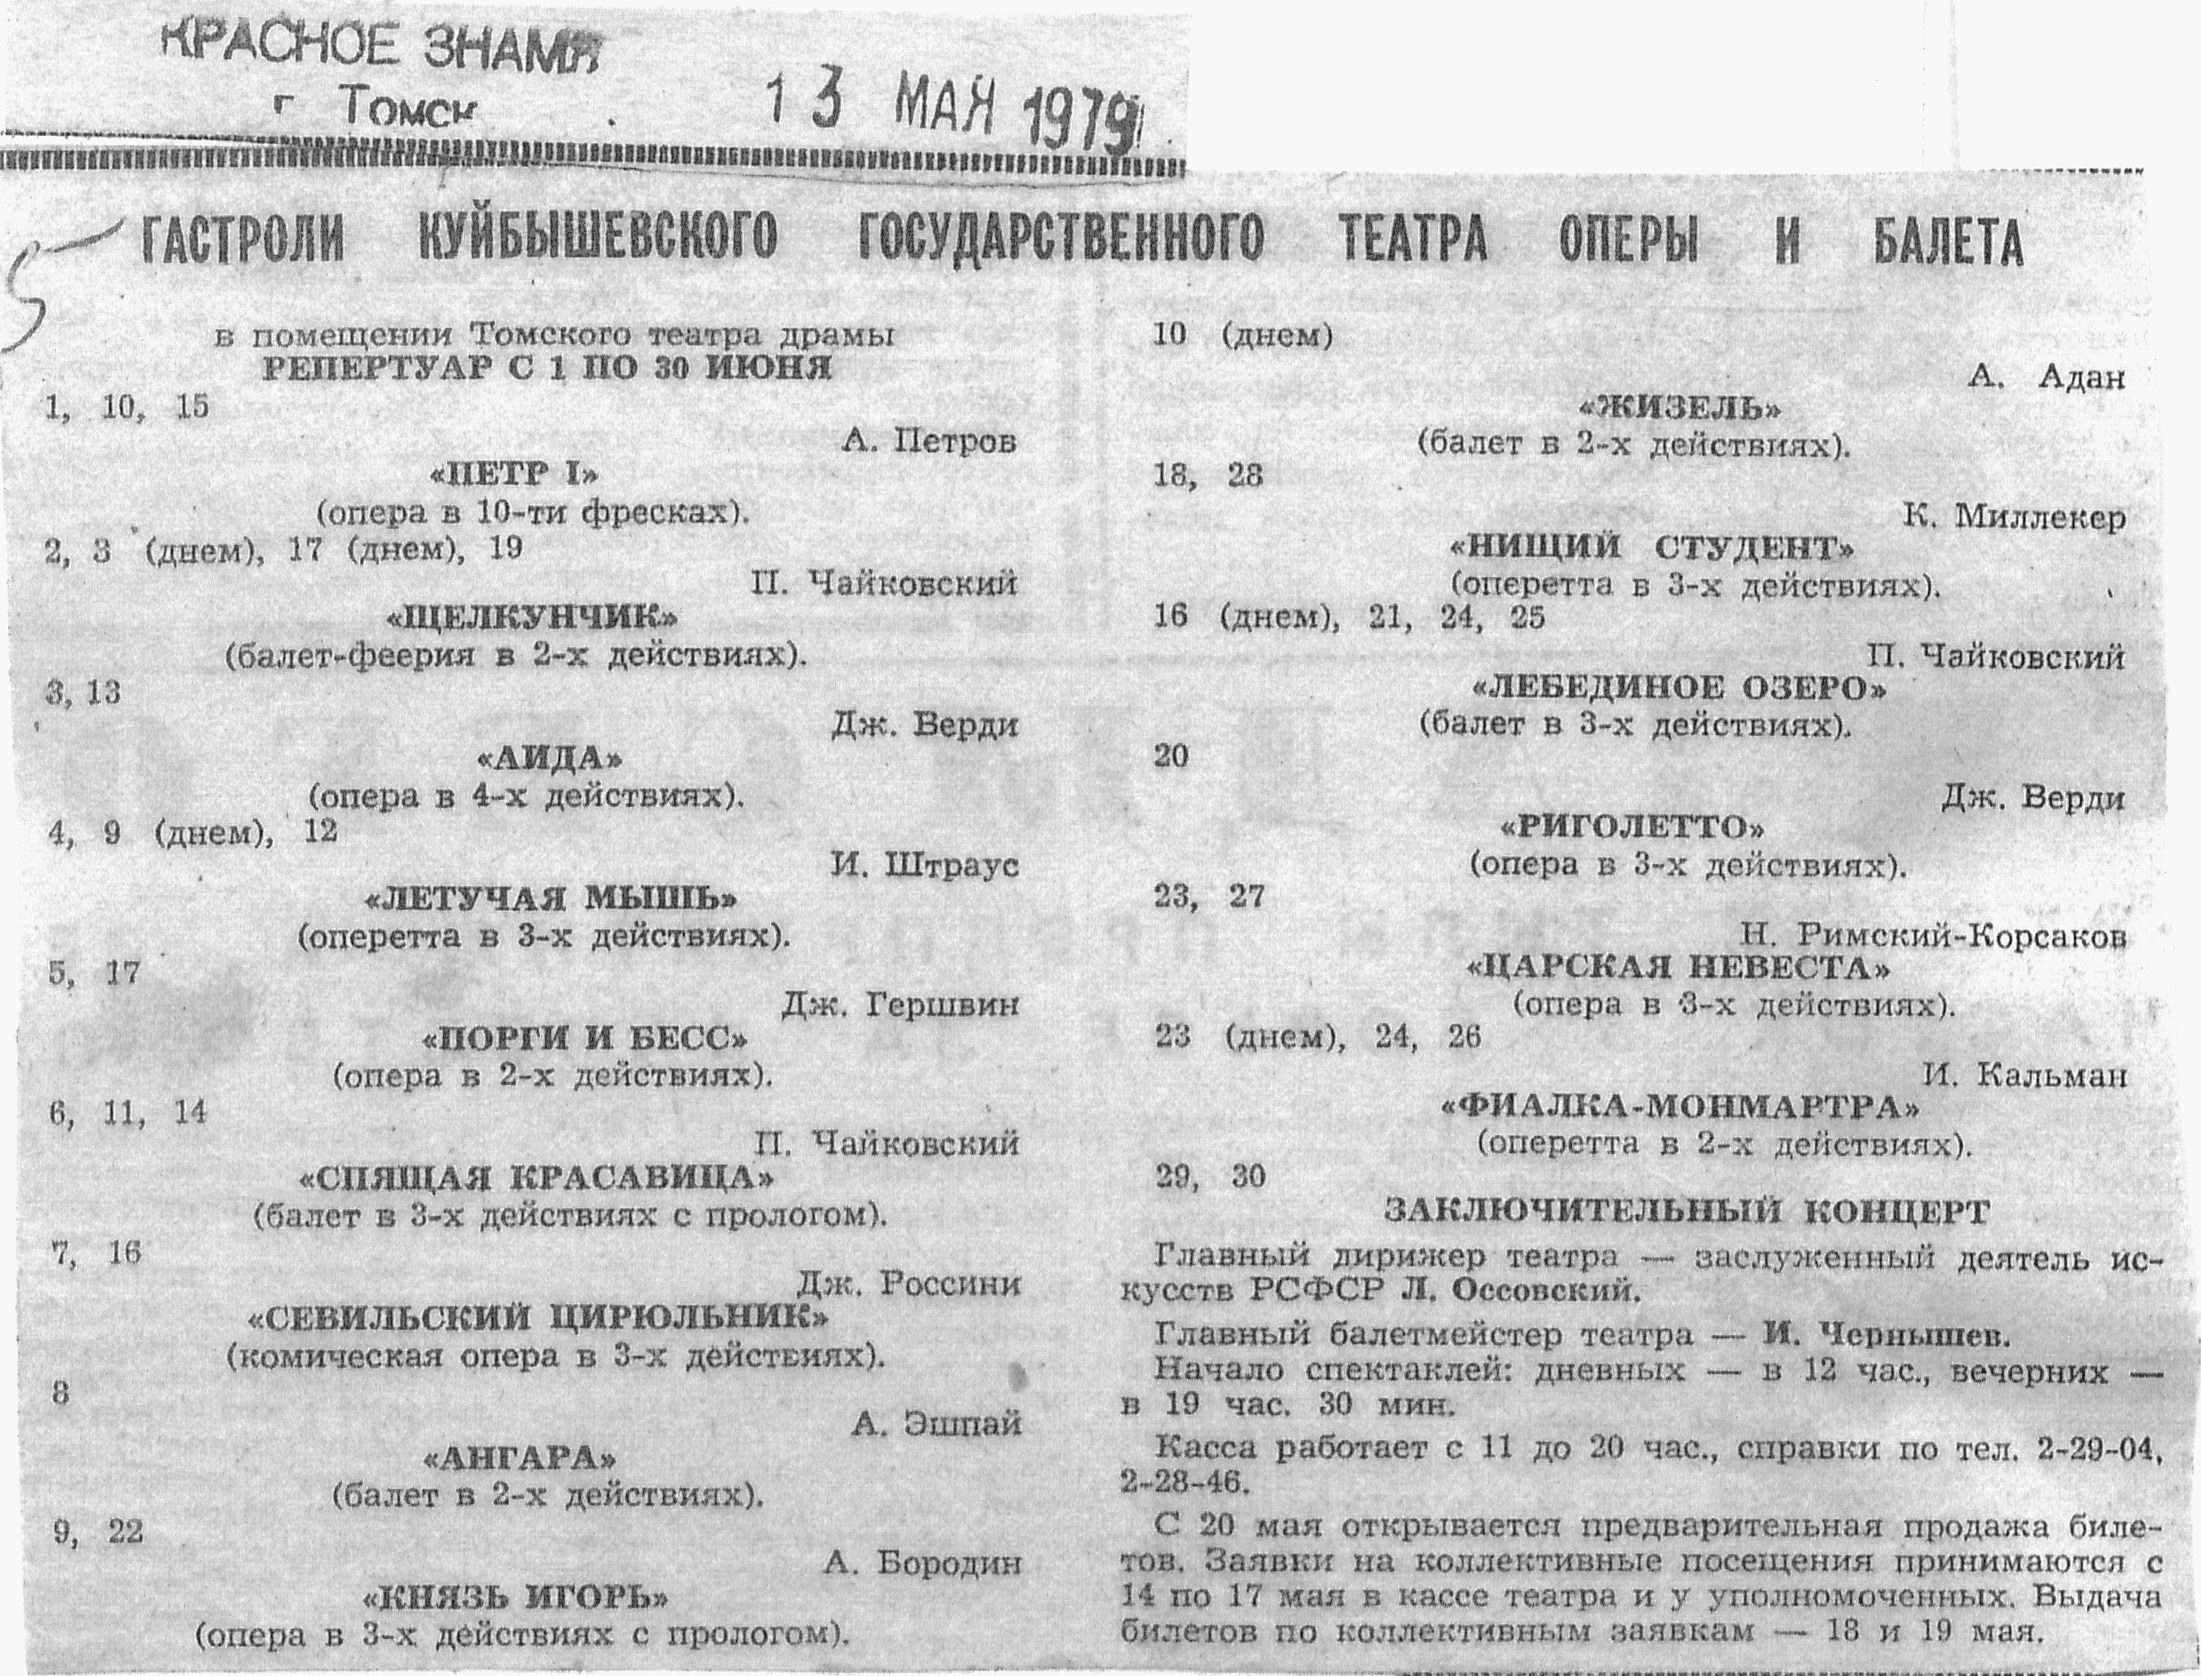 КРАСНОЕ ЗНАМЯ
г Томск
13 МАЯ 1979
5
ГАСТРОЛИ КУЙБЫШЕВСКОГО ГОСУДАРСТВЕННОГО ТЕАТРА ОПЕРЫ И БАЛЕТА
в помещении Томского театра драмы
РЕПЕРТУАР С 1 ПО 30 ИЮНЯ
1, 10, 15
А. Петров
«ПЕТР I»
(опера в 10-ти фресках).
2, 3 (днем), 17 (днем), 19
П. Чайковский
«ЩЕЛКУНЧИК»
(балет-феерия в 2-х действиях).
3, 13
Дж. Верди
«АИДА»
(опера в 4-х действиях).
4, 9 (днем), 12
И. Штраус
«ЛЕТУЧАЯ МЫШЬ»
(оперетта в 3-х действиях).
5, 17
Дж. Гершвин
«ПОРГИ И БЕСС»
(опера в 2-х действиях).
6, 11, 14
П. Чайковский
«СПЯЩАЯ КРАСАВИЦА»
(балет в 3-х действиях с прологом).
7, 16
Дж. Россини
«СЕВИЛЬСКИЙ ЦИРЮЛЬНИК»
(комическая опера в 3-х действиях).
8
А. Эшпай
«АНГАРА»
(балет в 2-х действиях).
9, 22
А. Бородин
«КНЯЗЬ ИГОРЬ»
(опера в 3-х действиях с прологом).
10 (днем)
А. Адан
«ЖИЗЕЛЬ»
(балет в 2-х действиях).
18, 28
К. Миллекер
«НИЩИЙ СТУДЕНТ»
(оперетта в 3-х действиях).
16 (днем), 21, 24, 25
П. Чайковский
«ЛЕБЕДИНОЕ ОЗЕРО»
(балет в 3-х действиях).
20
Дж. Верди
«РИГОЛЕТТО»
(опера в 3-х действиях).
23, 27
Н. Римский-Корсаков
«ЦАРСКАЯ НЕВЕСТА»
(опера в 3-х действиях).
23 (днем), 24, 26
И. Кальман
«ФИАЛКА-МОНМАРТРА»
(оперетта в 2-х действиях).
29, 30
ЗАКЛЮЧИТЕЛЬНЫЙ КОНЦЕРТ
Главный дирижер театра — заслуженный деятель ис-
кусств РСФСР Л. Оссовский.
Главный балетмейстер театра — И. Чернышев.
Начало спектаклей: дневных — в 12 час., вечерних —
в 19 час. 30 мин.
Касса работает с 11 до 20 час., справки по тел. 2-29-04,
2-28-46.
С 20 мая открывается предварительная продажа биле-
тов. Заявки на коллективные посещения принимаются с
14 по 17 мая в кассе театра и у уполномоченных. Выдача
билетов по коллективным заявкам — 18 и 19 мая.